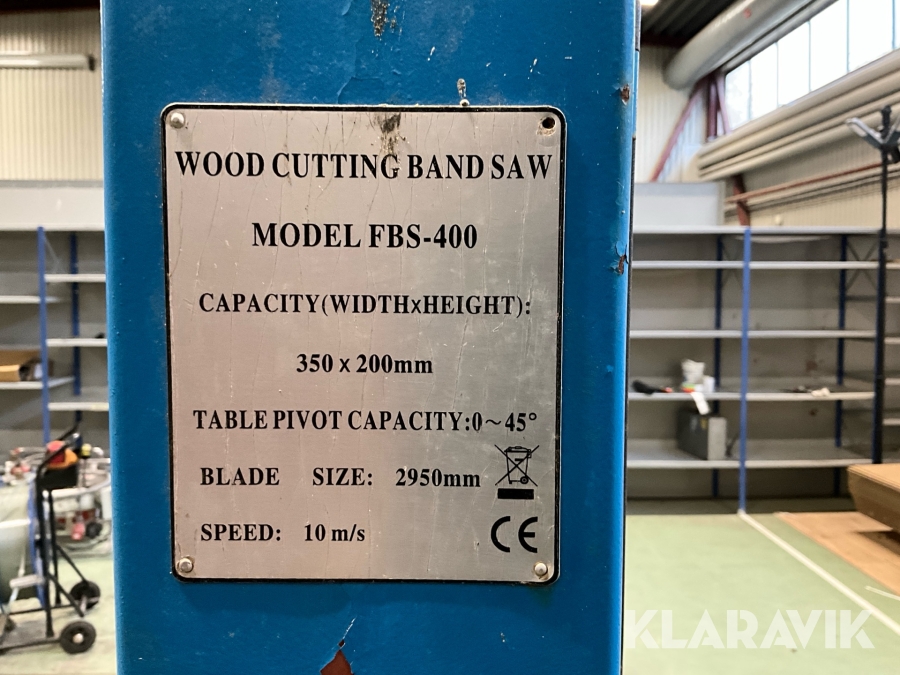 WOOD CUTTING BAND SAW
MODEL FBS-400
CAPACITY(WIDTHxHEIGHT):
350 x 200mm
TABLE PIVOT CAPACITY:0~45°
BLADE SIZE: 2950mm
SPEED: 10 m/s
CE
KLARAVIK